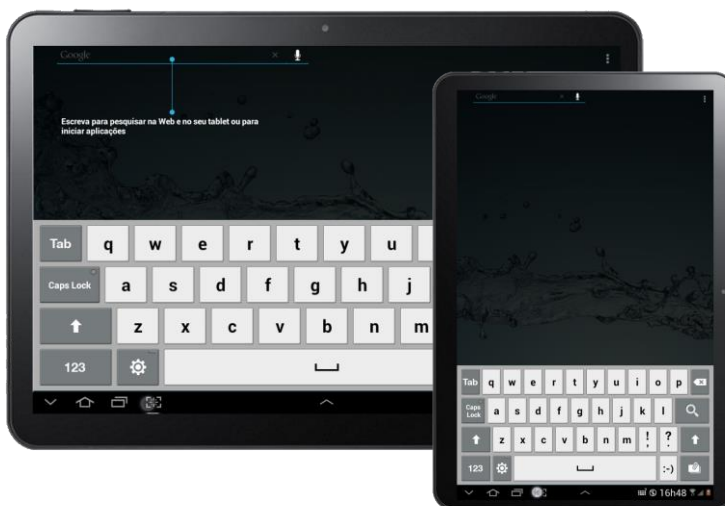 Google
Escreva para pesquisar na Web e no seu tablet ou para
iniciar aplicações
Tab q w e r t y u
Caps Lock a s d f g h j
z x c v b n m
123
Google
Tab q w e r t y u i o p
Caps
Lock
a s d f g h j k l
z x c v b n m ! , ? .
123 :-)
16h48